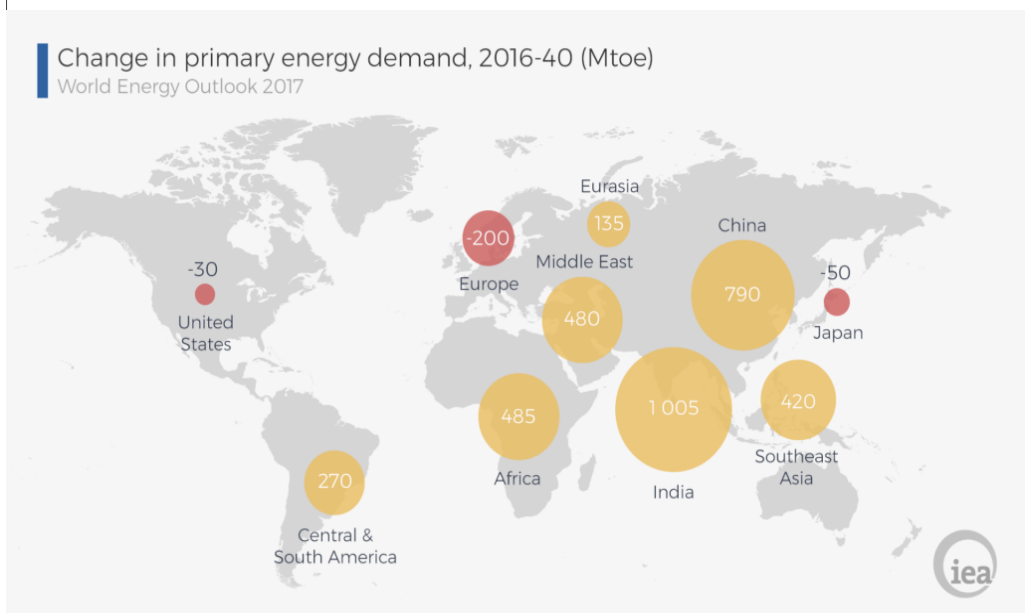 Change in primary energy demand, 2016-40 (Mtoe)
World Energy Outlook 2017
Eurasia
135
China
-200
Europe
Middle East
-30
United
States
480
790
-50
Japan
485
Africa
1 005
India
420
Southeast
Asia
270
Central &
South America
iea